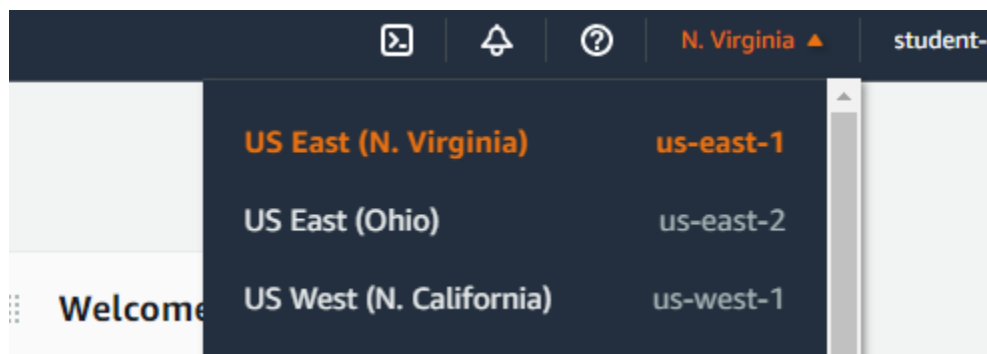 N. Virginia student-
US East (N. Virginia) us-east-1
US East (Ohio) us-east-2
Welcome US West (N. California) us-west-1